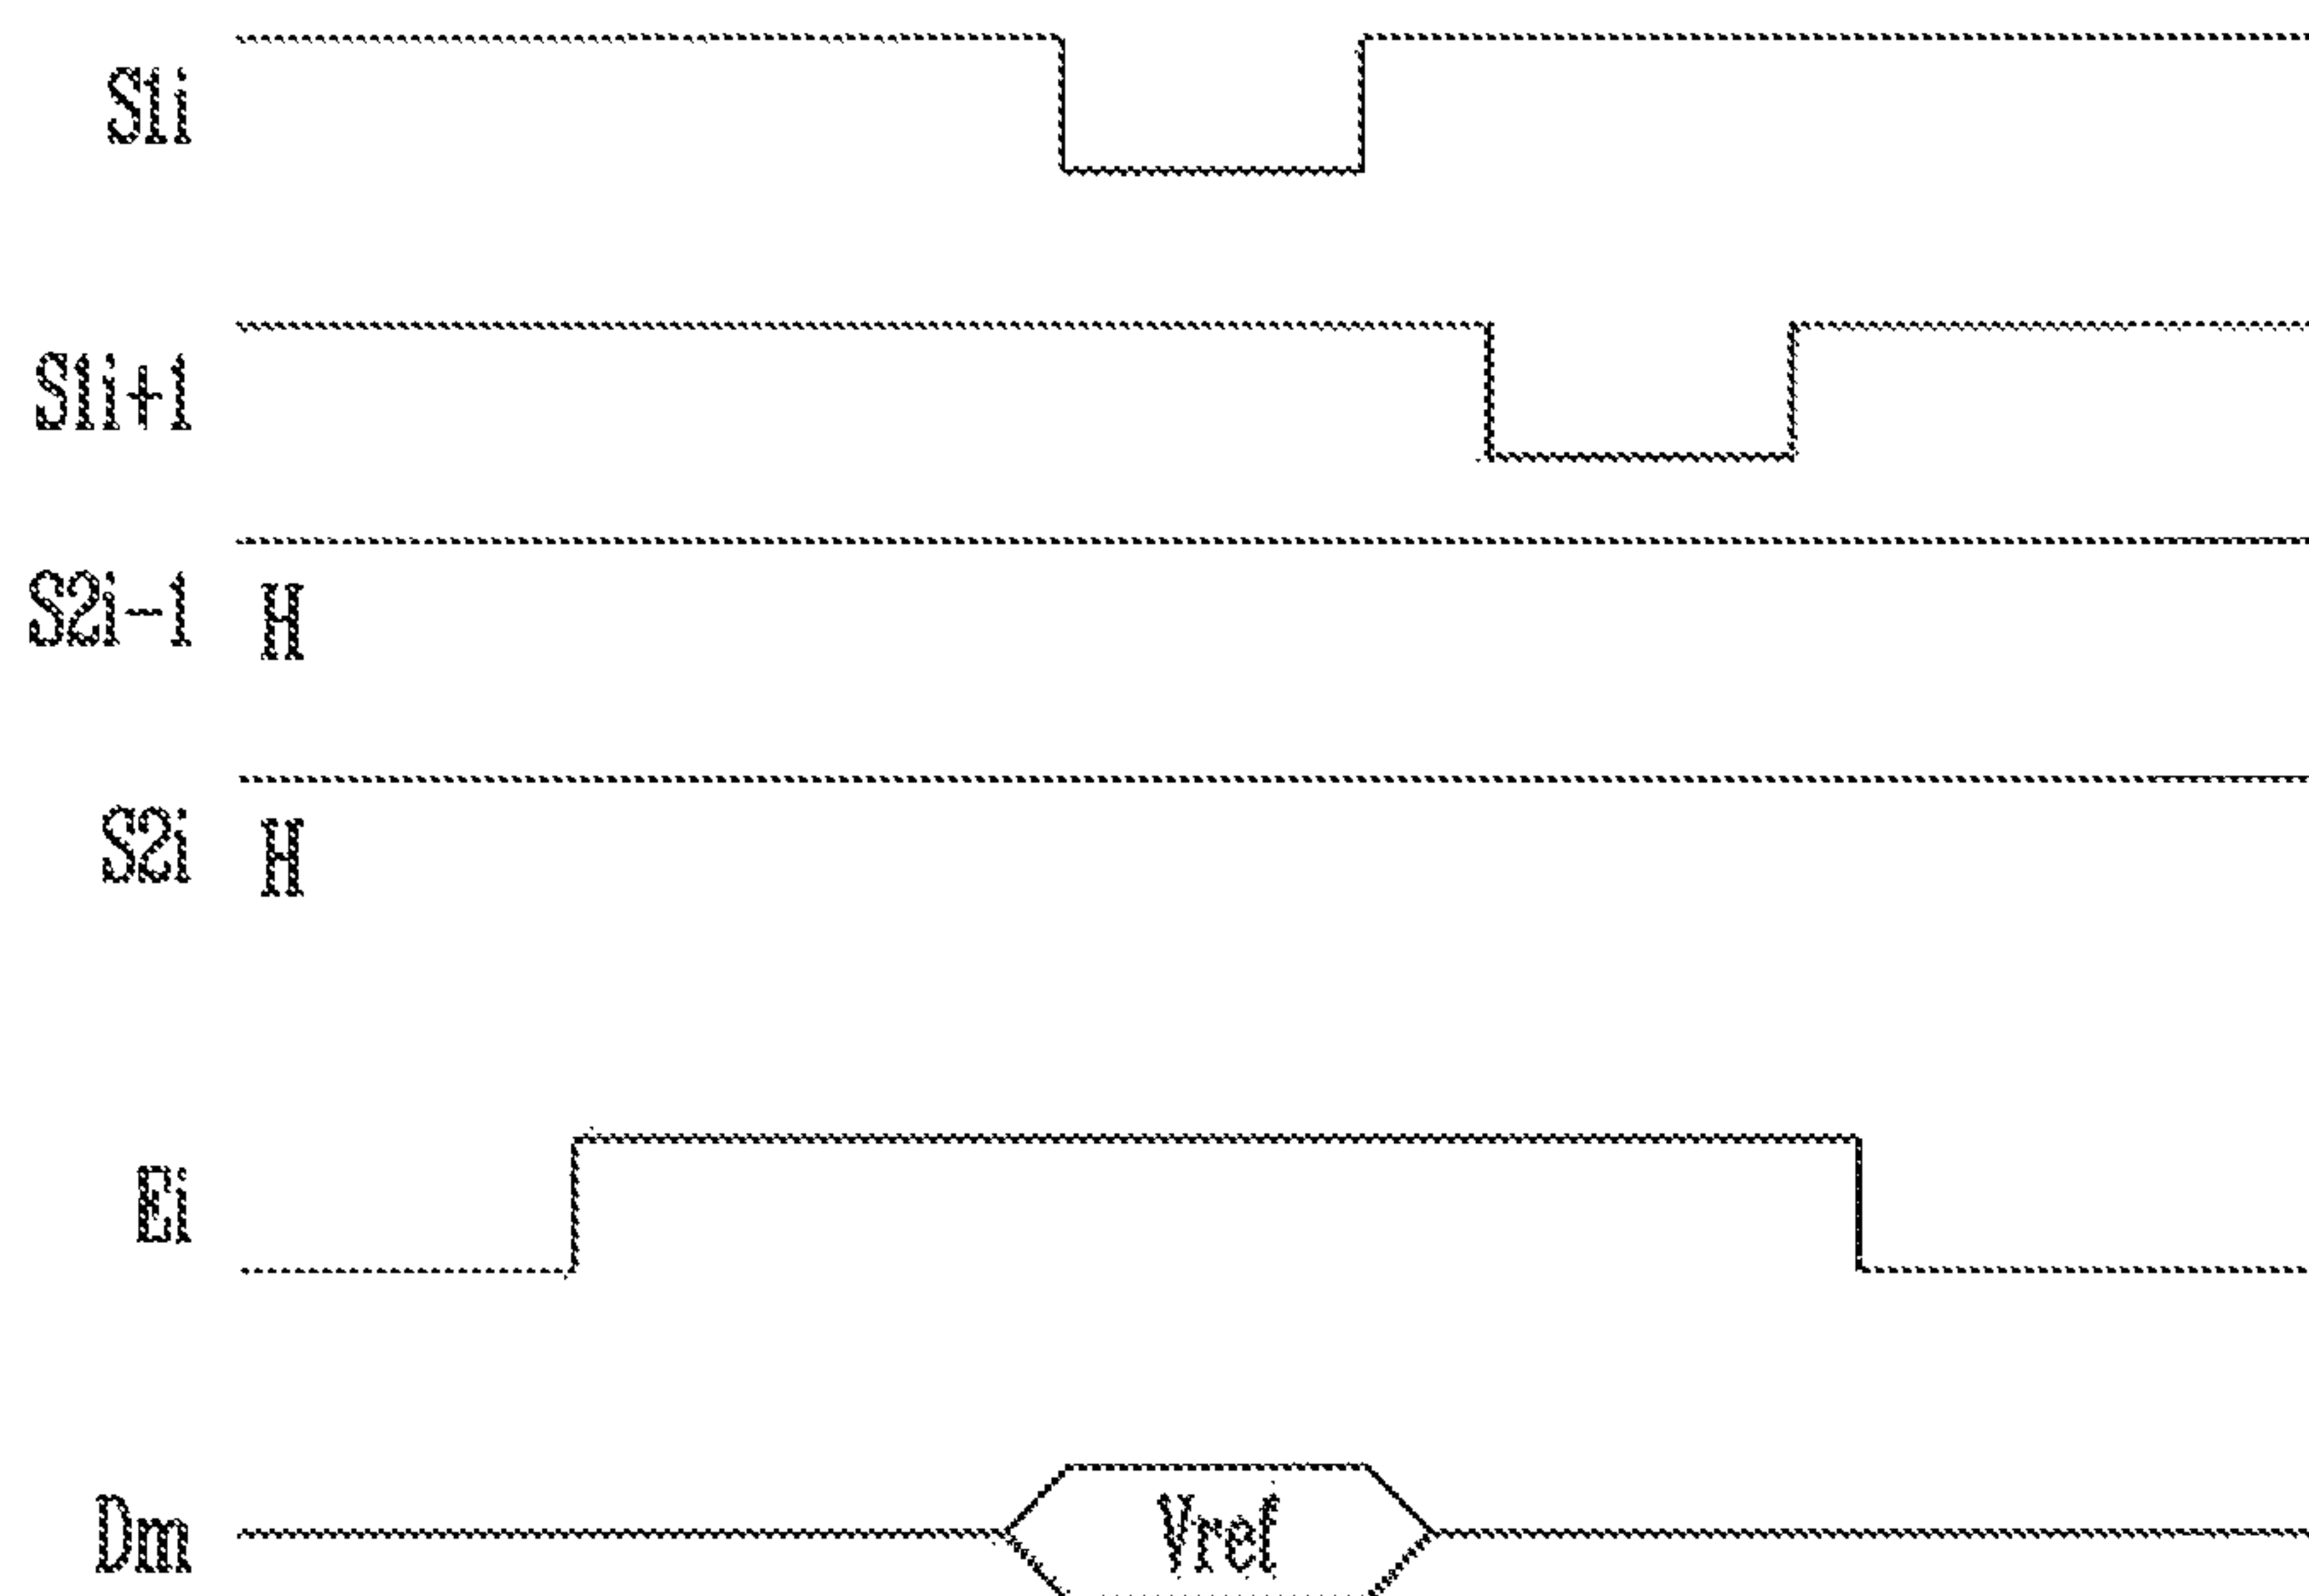 S1i
S1i+1
S2i-1
H
S2i
H
Ei
Dm
Vref